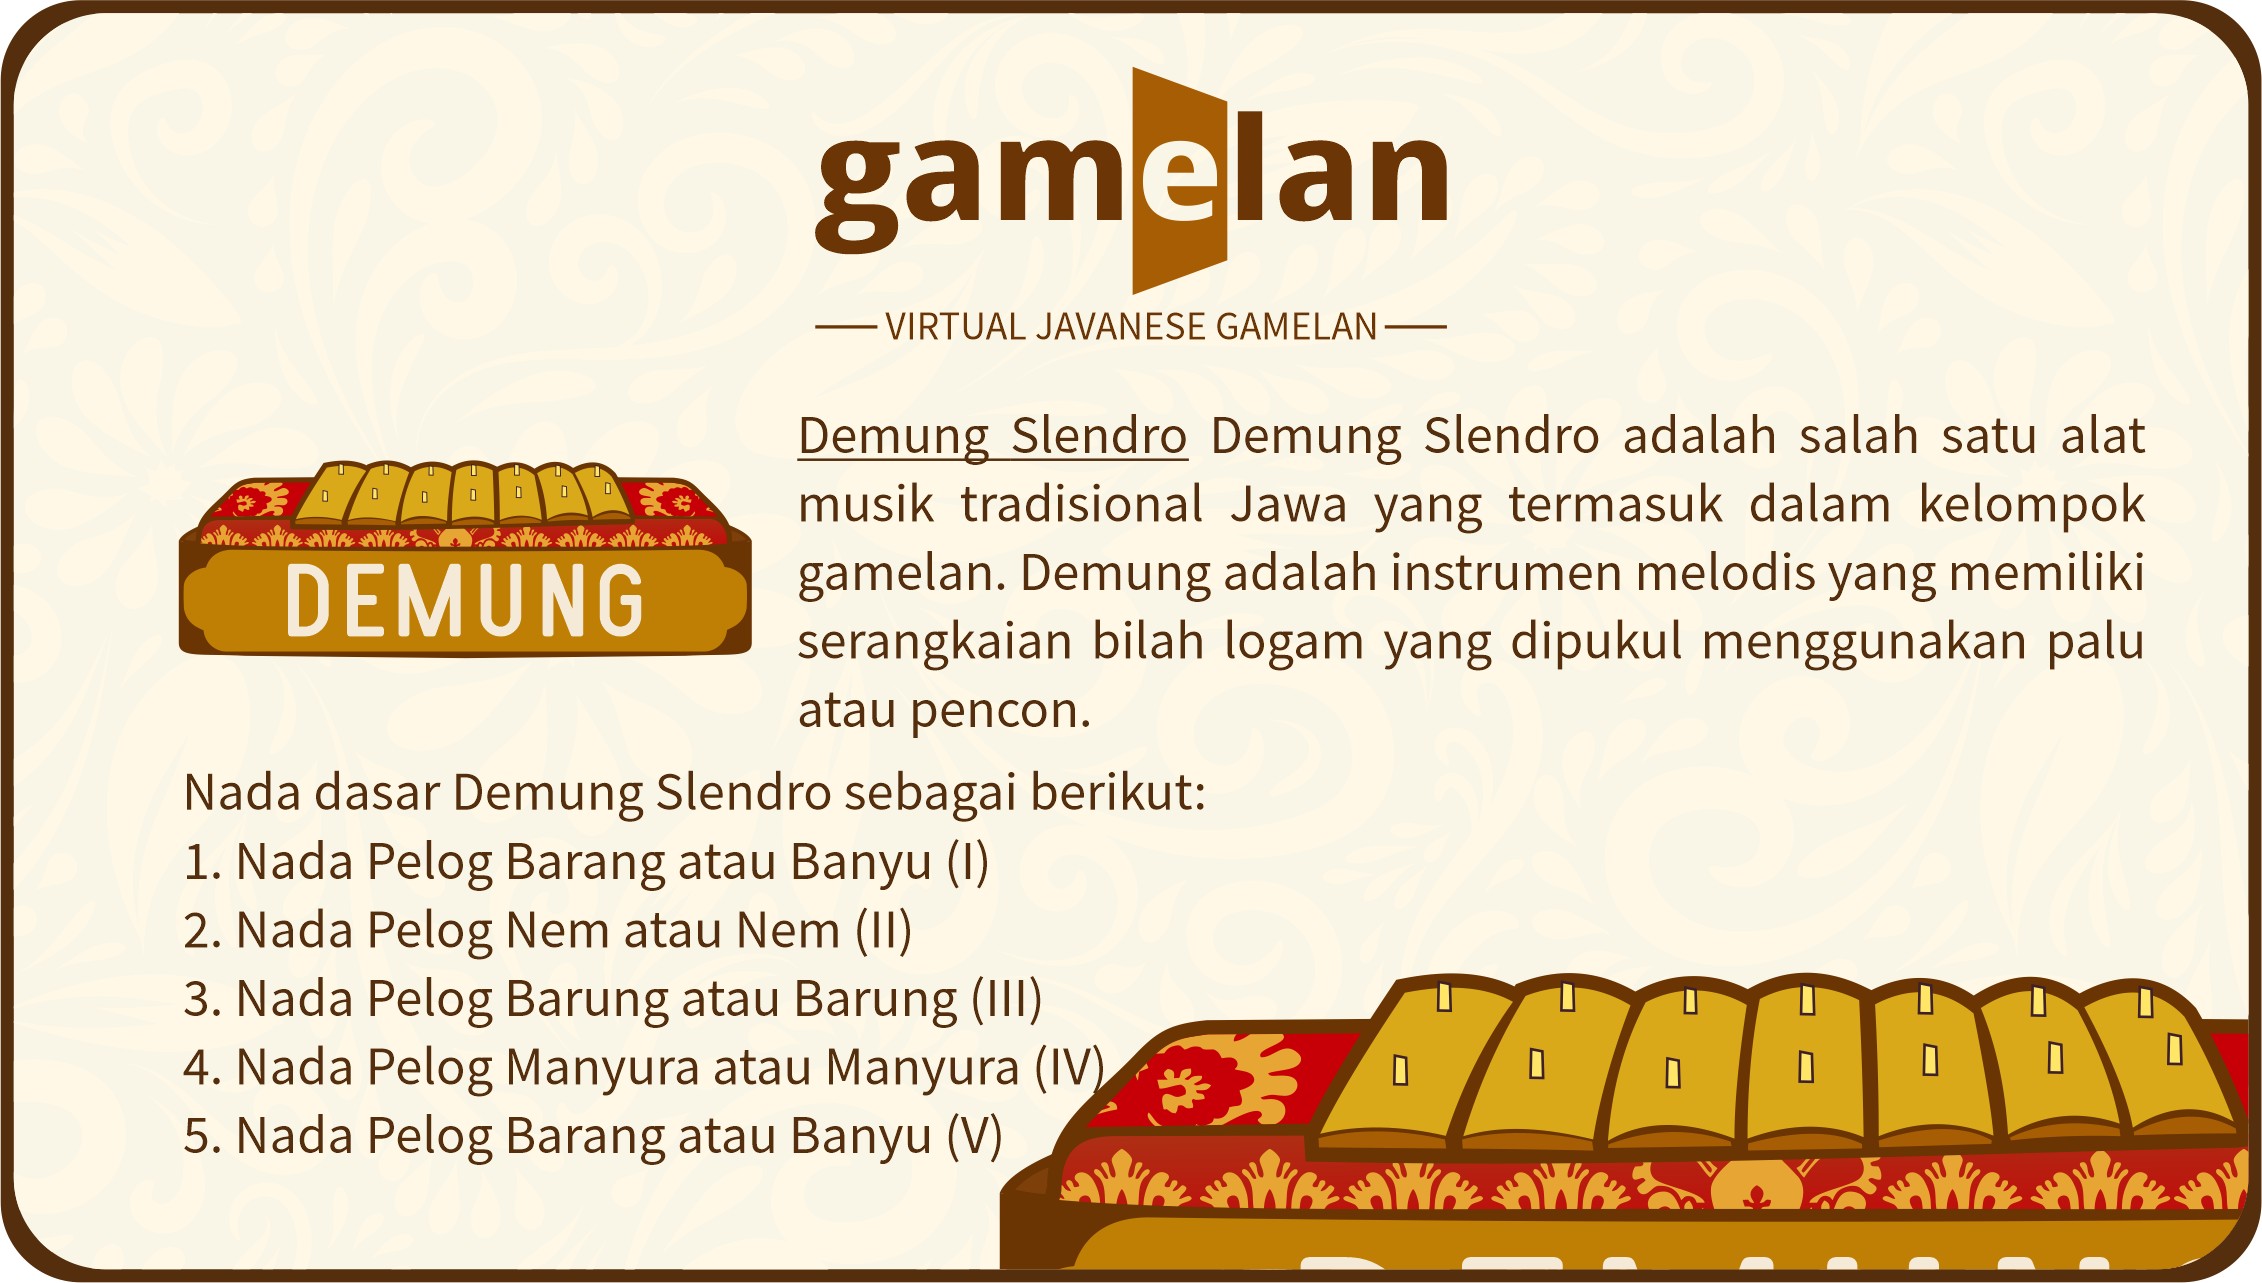 gamelan
VIRTUAL JAVANESE GAMELAN
Demung Slendro Demung Slendro adalah salah satu alat
musik tradisional Jawa yang termasuk dalam kelompok
gamelan. Demung adalah instrumen melodis yang memiliki
serangkaian bilah logam yang dipukul menggunakan palu
atau pencon.
DEMUNG
Nada dasar Demung Slendro sebagai berikut:
1. Nada Pelog Barang atau Banyu (I)
2. Nada Pelog Nem atau Nem (II)
3. Nada Pelog Barung atau Barung (III)
4. Nada Pelog Manyura atau Manyura (IV)
5. Nada Pelog Barang atau Banyu (V)